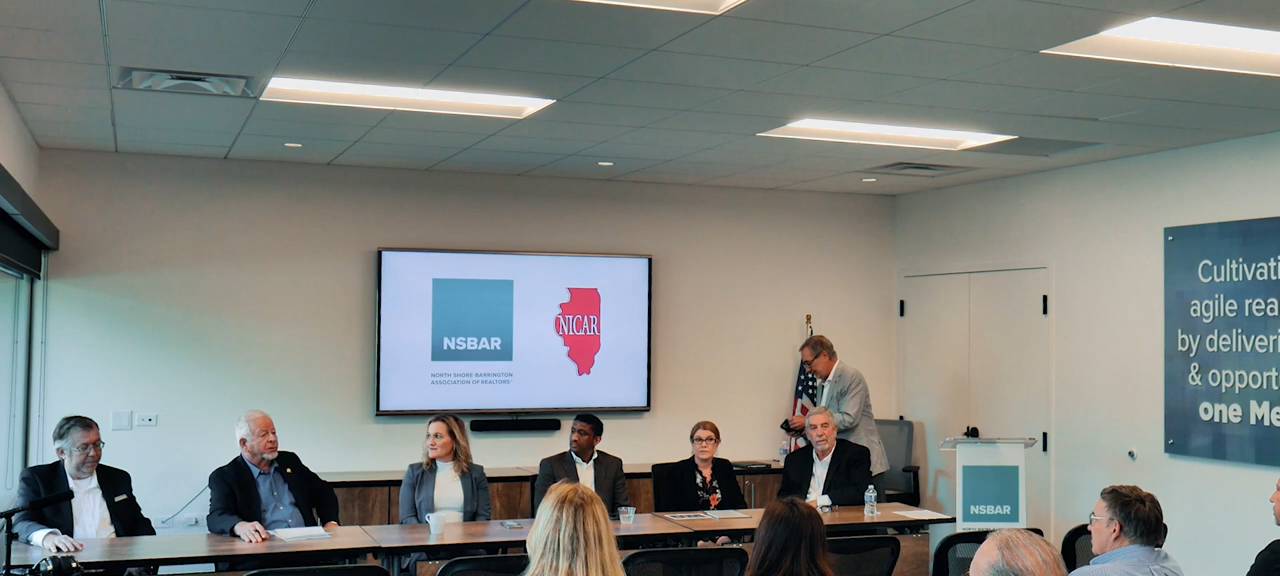 NSBAR
NORTH SHORE-BARRINGTON
ASSOCIATION OF REALTORS®
NICAR
NSBAR
Cultivati
agile rea
by deliveri
& opport
one Me